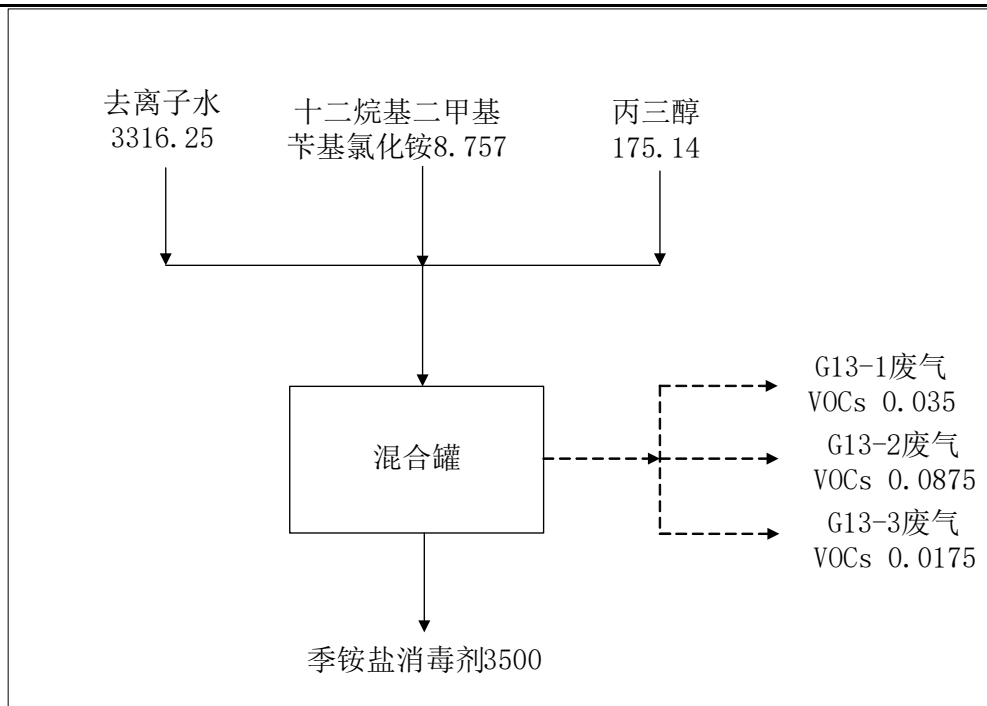 去离子水
3316.25
十二烷基二甲基
苄基氯化铵8.757
丙三醇
175.14
混合罐
G13-1废气
VOCs 0.035
G13-2废气
VOCs 0.0875
G13-3废气
VOCs 0.0175
季铵盐消毒剂3500